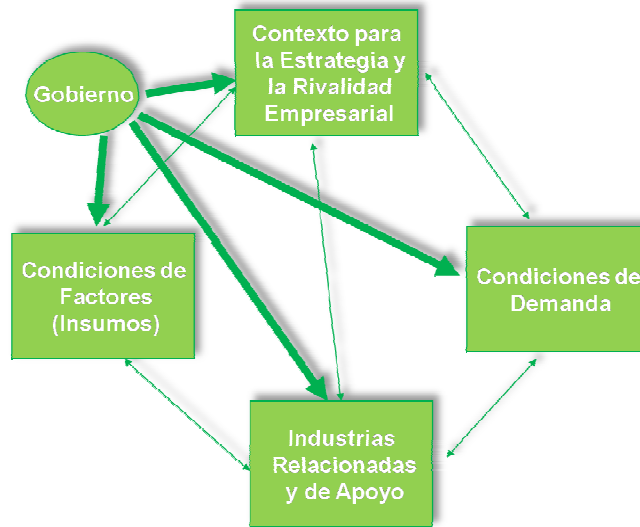 Contexto para
la Estrategia y
la Rivalidad
Empresarial
Gobierno
Condiciones de
Factores
(Insumos)
Condiciones de
Demanda
Industrias
Relacionadas
y de Apoyo